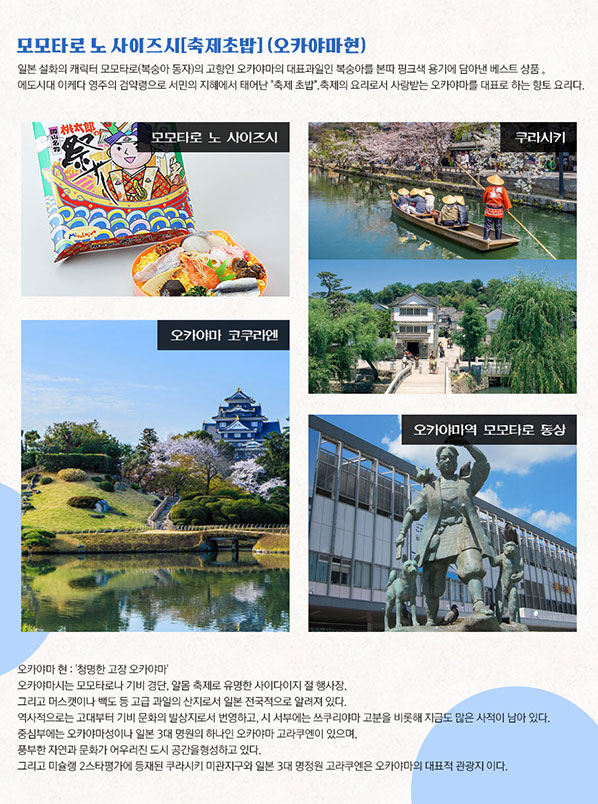 모모타로 노 사이즈시[축제초밥] (오카야마현)
일본 설화의 캐릭터 모모타로(복숭아 동자)의 고향인 오카야마의 대표과일인 복숭아를 본따 핑크색 용기에 담아낸 베스트 상품 。
에도시대 이케다 영주의 검약령으로 서민의 지혜에서 태어난 "축제 초밥",축제의 요리로서 사랑받는 오카야마를 대표로 하는 향토 요리다.
桃太郎の
祭ずし
모모타로 노 사이즈시
쿠라시키
오카야마 코쿠라엔
오카야마역 모모타로 동상
오카야마 현 : '청명한 고장 오카야마'
오카야마시는 모모타로나 기비 경단, 알몸 축제로 유명한 사이다이지 절 행사장,
그리고 머스캣이나 백도 등 고급 과일의 산지로서 일본 전국적으로 알려져 있다.
역사적으로는 고대부터 기비 문화의 발상지로서 번영하고, 시 서부에는 쓰쿠리야마 고분을 비롯해 지금도 많은 사적이 남아 있다.
중심부에는 오카야마성이나 일본 3대 명원의 하나인 오카야마 고라쿠엔이 있으며,
풍부한 자연과 문화가 어우러진 도시 공간을형성하고 있다.
그리고 미슐랭 2스타평가에 등재된 쿠라시키 미관지구와 일본 3대 명정원 고라쿠엔은 오카야마의 대표적 관광지 이다.